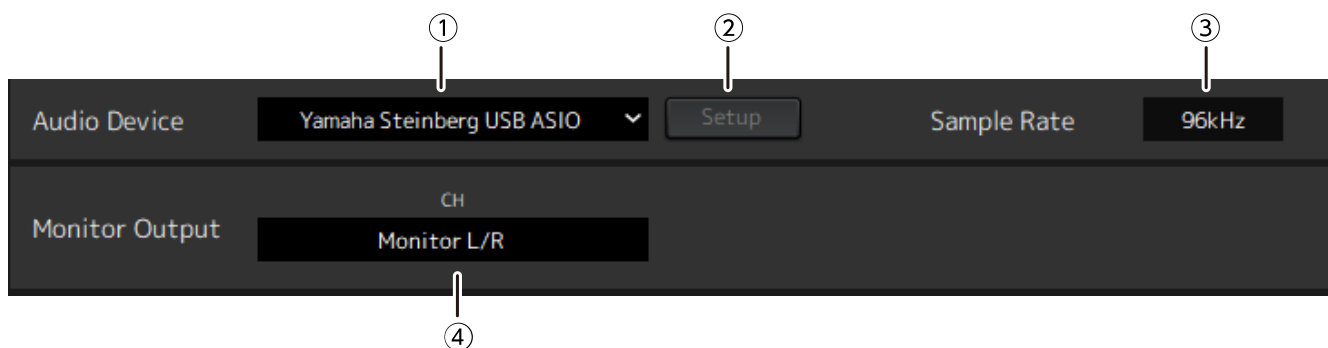 ① ② ③
Audio Device Yamaha Steinberg USB ASIO Setup Sample Rate 96kHz
CH
Monitor Output Monitor L/R
④